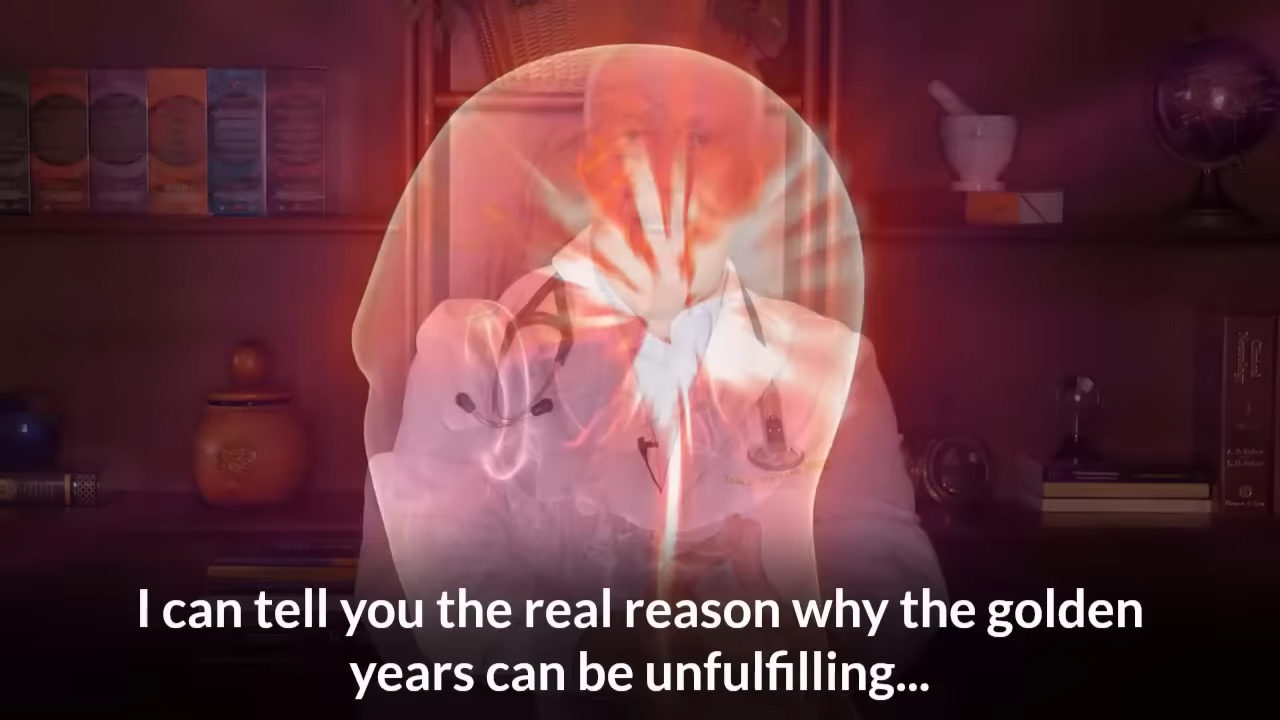 I can tell you the real reason why the golden
years can be unfulfilling...